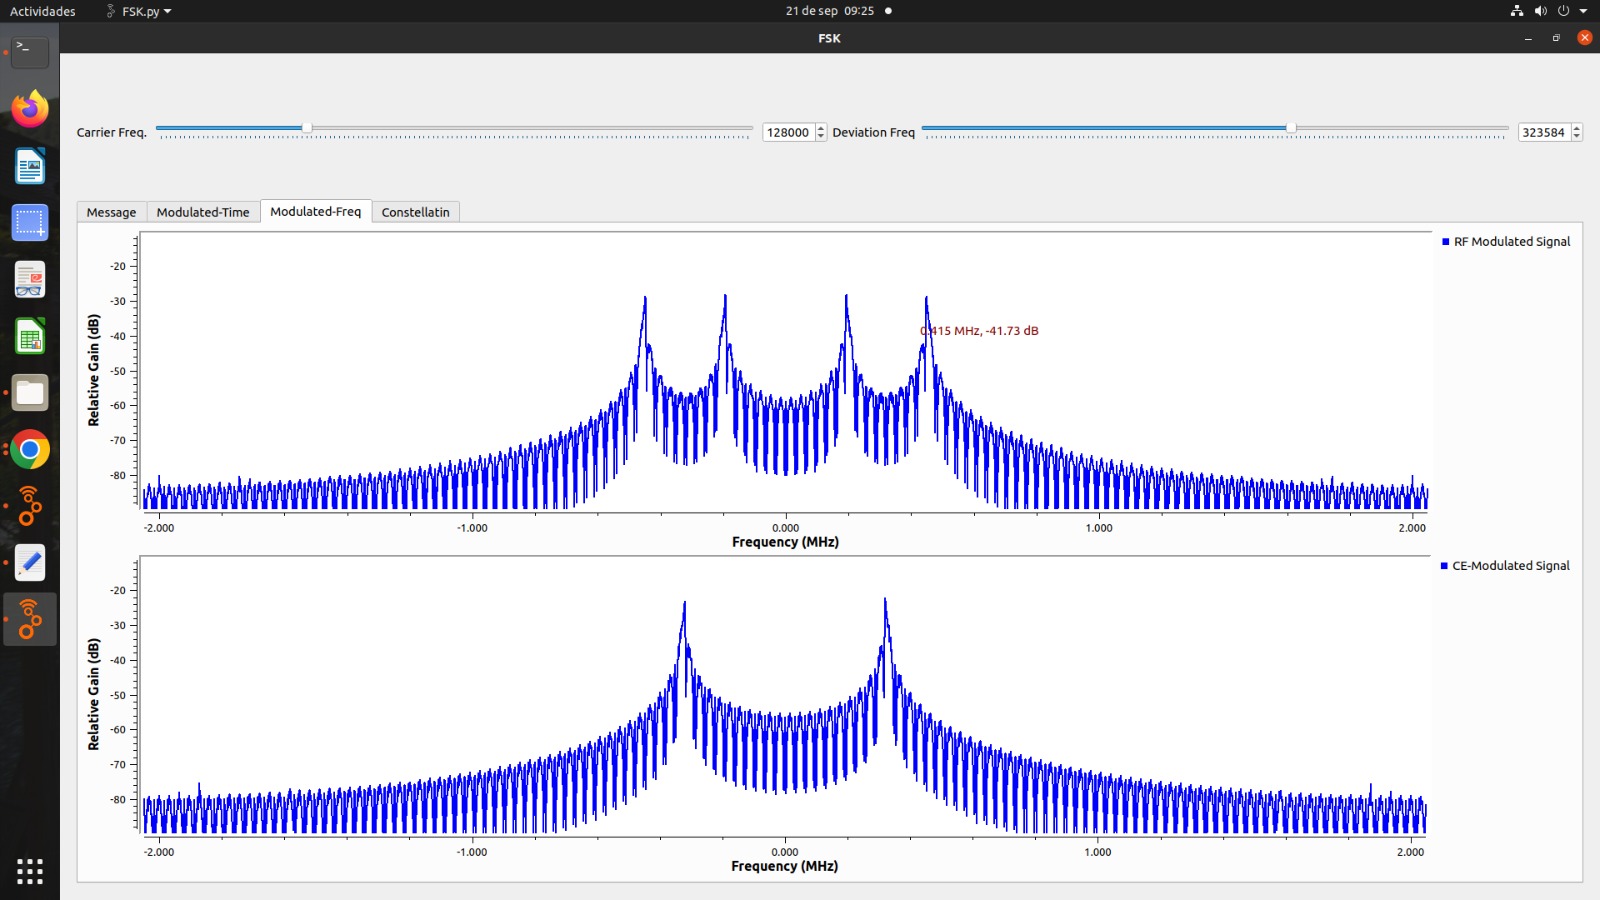 Actividades FSK.py 21 de sep 09:25
FSK
Carrier Freq. 128000 Deviation Freq 323584
Message Modulated-Time Modulated-Freq Constellatin
RF Modulated Signal
-20
-30
0.415 MHz, -41.73 dB
-40
-50
-60
-70
-80
Relative Gain (dB)
-2.000 -1.000 0.000 1.000 2.000
Frequency (MHz)
CE-Modulated Signal
-20
-30
-40
-50
-60
-70
-80
Relative Gain (dB)
-2.000 -1.000 0.000 1.000 2.000
Frequency (MHz)